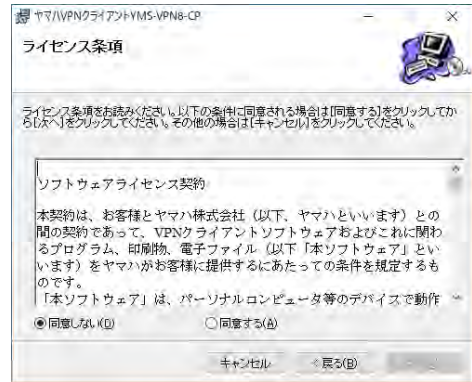 ヤマハVPNクライアントYMS-VPN8-CP
ライセンス条項
ライセンス条項をお読みください。以下の条件に同意される場合は[同意する]をクリックしてか
ら[次へ]をクリックしてください。その他の場合は[キャンセル]をクリックしてください。
ソフトウェアライセンス契約
本契約は、お客様とヤマハ株式会社（以下、ヤマハといいます）との
間の契約であって、VPNクライアントソフトウェアおよびこれに関わ
るプログラム、印刷物、電子ファイル（以下「本ソフトウェア」とい
います）をヤマハがお客様に提供するにあたっての条件を規定するも
のです。
「本ソフトウェア」は、パーソナルコンピュータ等のデバイスで動作
同意しない(D) 同意する(A)
キャンセル <戻る(B)